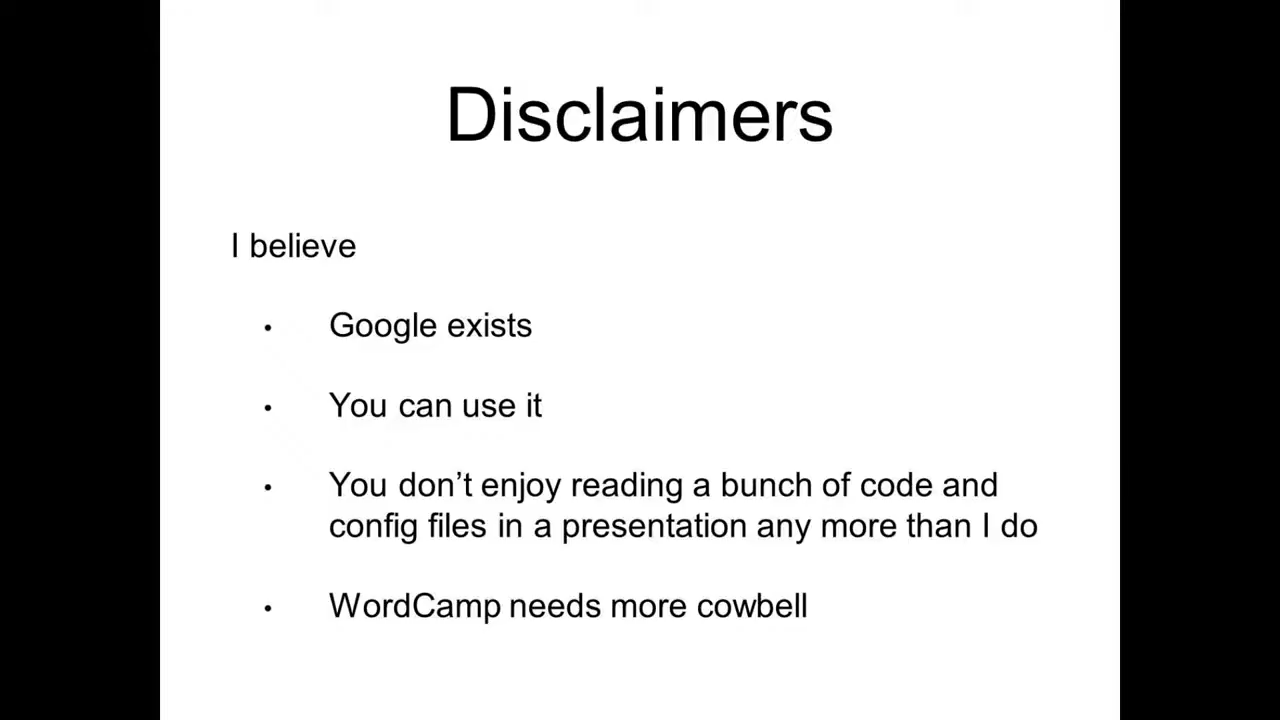 Disclaimers
I believe
• Google exists
• You can use it
• You don’t enjoy reading a bunch of code and
config files in a presentation any more than I do
• WordCamp needs more cowbell